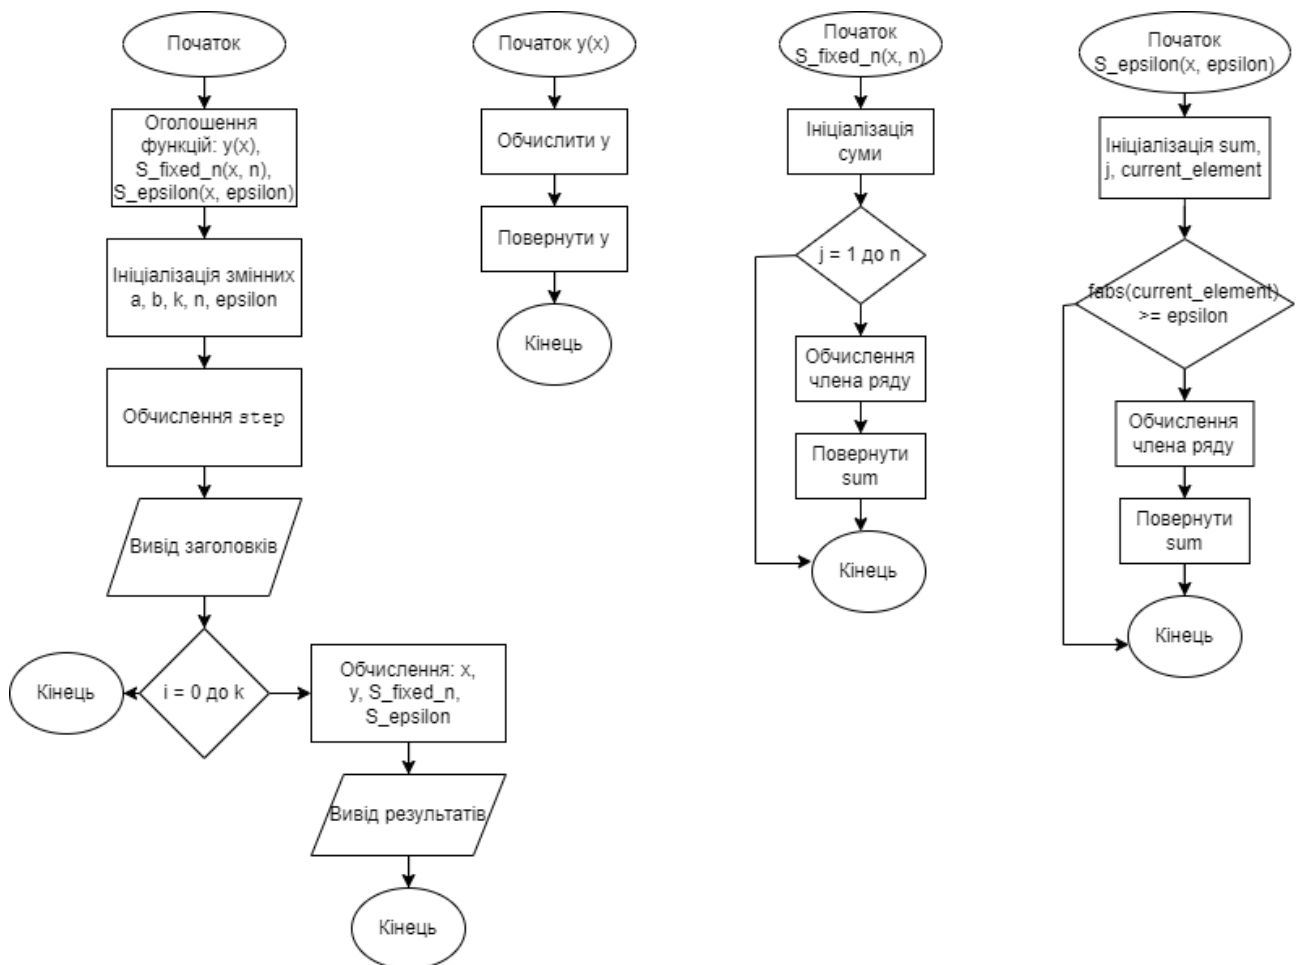 Початок
Оголошення
функцій: y(x),
S_fixed_n(x, n),
S_epsilon(x, epsilon)
Ініціалізація змінних
a, b, k, n, epsilon
Обчислення step
Вивід заголовків
i = 0 до k
Кінець
Обчислення: x,
y, S_fixed_n,
S_epsilon
Вивід результатів
Кінець
Початок y(x)
Обчислити y
Повернути y
Кінець
Початок
S_fixed_n(x, n)
Ініціалізація
суми
j = 1 до n
Обчислення
члена ряду
Повернути
sum
Кінець
Початок
S_epsilon(x, epsilon)
Ініціалізація sum,
j, current_element
fabs(current_element)
>= epsilon
Обчислення
члена ряду
Повернути
sum
Кінець